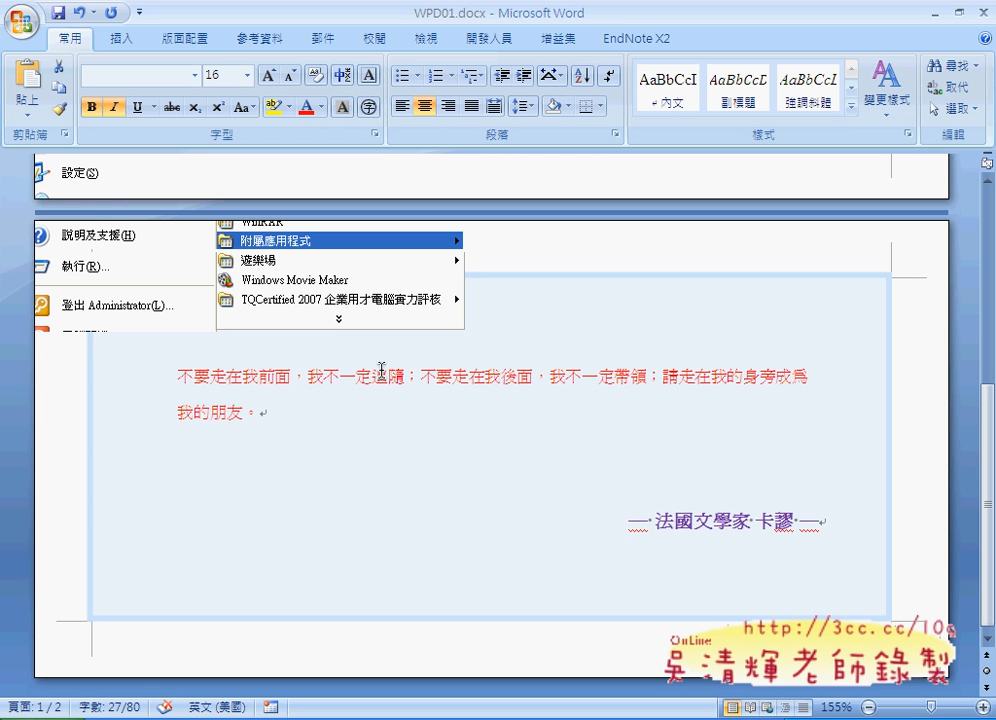 WPD01.docx - Microsoft Word
常用 插入 版面配置 參考資料 郵件 校閱 檢視 開發人員 增益集 EndNote X2
貼上
16
B I U abc x₂ x² Aa A A
AaBbCcI AaBbCcD AaBbCcL
內文 副標題 強調斜體
變更樣式
尋找
取代
選取
剪貼簿 字型 段落 樣式 編輯
設定(S)
WinRAR
說明及支援(H)
附屬應用程式
遊樂場
執行(R)...
Windows Movie Maker
TQCertified 2007 企業用才電腦實力評核
登出 Administrator(L)...
不要走在我前面，我不一定追隨；不要走在我後面，我不一定帶領；請走在我的身旁成為
我的朋友。
— 法國文學家 卡謬 —
http://3cc.cc/10q
OnLine
吳清輝老師錄製
頁面: 1/2 字數: 27/80 英文 (美國) 155%